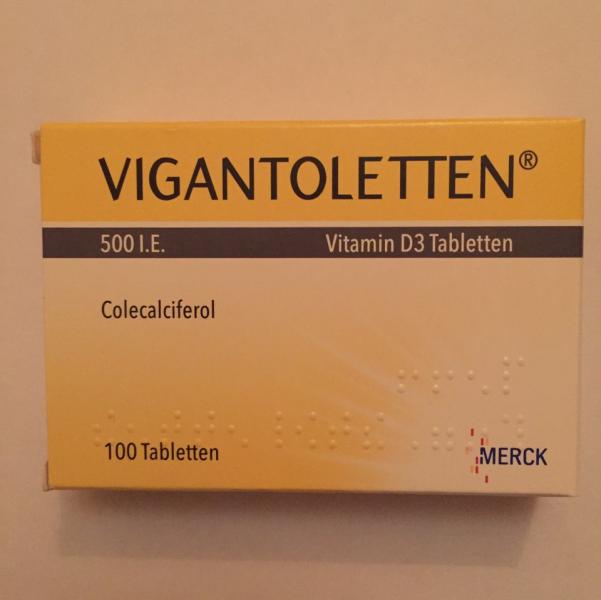 VIGANTOLETTEN®
500 I.E. Vitamin D3 Tabletten
Colecalciferol
100 Tabletten
MERCK